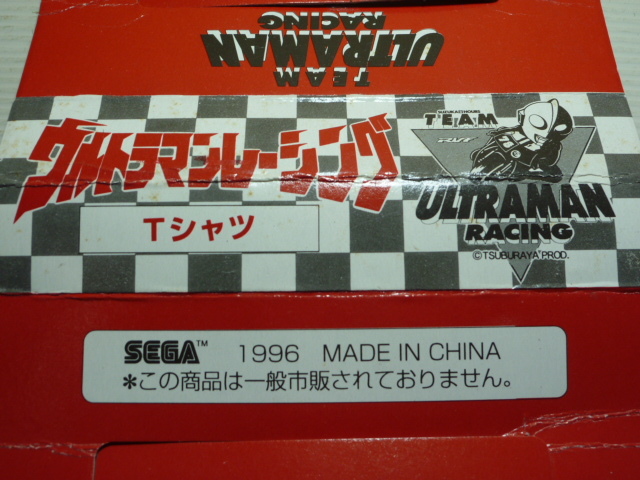 TEAM
ULTRAMAN
RACING
ウルトラマンレーシング
Tシャツ
SUZUKA 8HOURS
TEAM
ULTRAMAN
RACING
©TSUBURAYA PROD.
SEGA™ 1996 MADE IN CHINA
*この商品は一般市販されておりません。